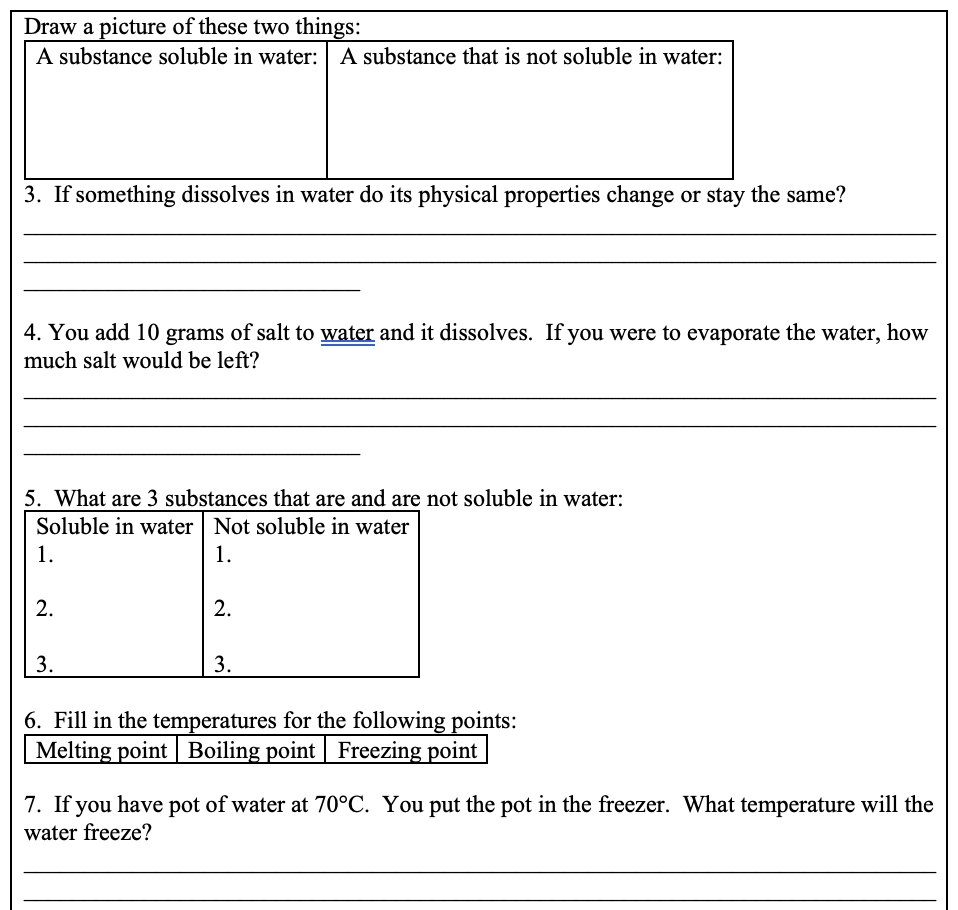 Draw a picture of these two things:
A substance soluble in water: A substance that is not soluble in water:
3. If something dissolves in water do its physical properties change or stay the same?
4. You add 10 grams of salt to water and it dissolves. If you were to evaporate the water, how
much salt would be left?
5. What are 3 substances that are and are not soluble in water:
Soluble in water Not soluble in water
1. 1.
2. 2.
3. 3.
6. Fill in the temperatures for the following points:
Melting point Boiling point Freezing point
7. If you have pot of water at 70°C. You put the pot in the freezer. What temperature will the
water freeze?